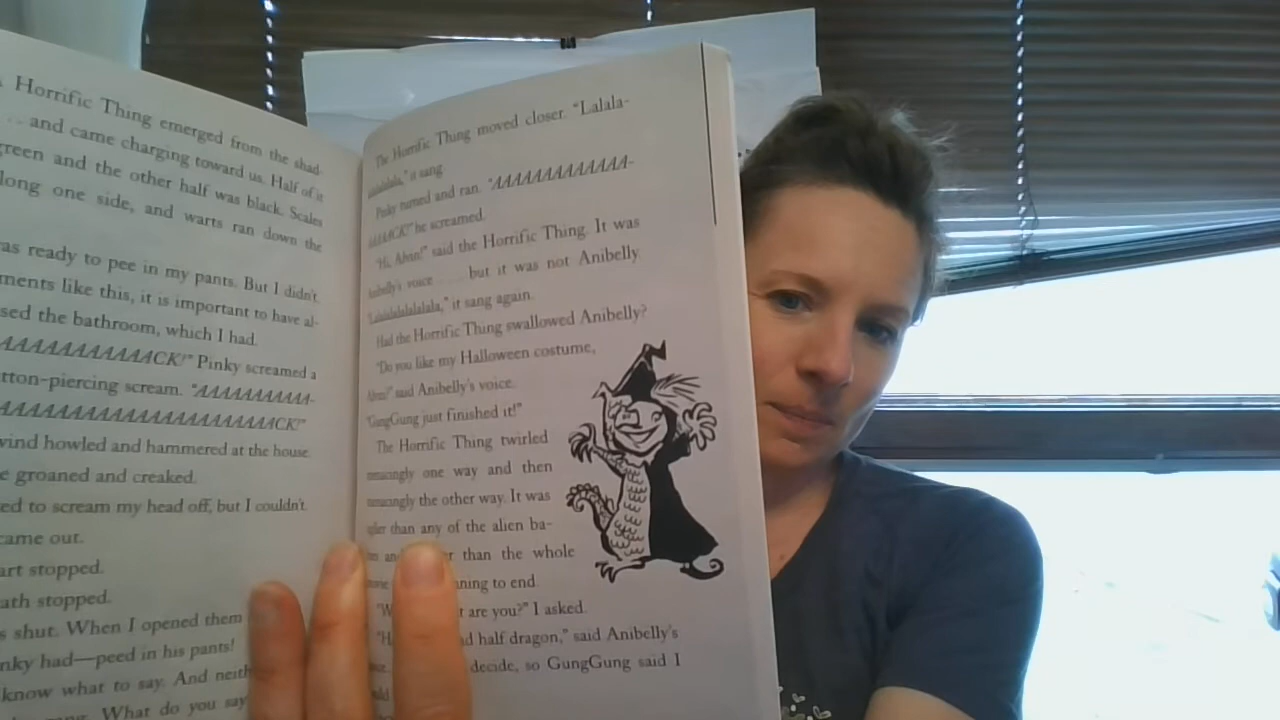 Horrific Thing emerged from the shad-
and came charging toward us. Half of it
green and the other half was black. Scales
long one side, and warts ran down the
as ready to pee in my pants. But I didn't.
ments like this, it is important to have al-
sed the bathroom, which I had.
AAAAAAAAAAACK!" Pinky screamed a
tton-piercing scream. "AAAAAAAAAAA-
AAAAAAAAAAAAAAAAAAAAACK!"
wind howled and hammered at the house.
e groaned and creaked.
ed to scream my head off, but I couldn't.
came out.
art stopped.
ath stopped.
s shut. When I opened them
nky had—peed in his pants!
know what to say. And neith
What do you say
The Horrific Thing moved closer. "Lalala-
lalalalala," it sang.
Pinky turned and ran. "AAAAAAAAAAAAA-
AAAACK!" he screamed.
"Hi, Alvin!" said the Horrific Thing. It was
Anibelly's voice . . . . but it was not Anibelly.
"Lalalalalalalala," it sang again.
Had the Horrific Thing swallowed Anibelly?
"Do you like my Halloween costume,
Alvin?" said Anibelly's voice.
"GungGung just finished it!"
The Horrific Thing twirled
menacingly one way and then
menacingly the other way. It was
uglier than any of the alien ba-
than the whole
ning to end.
are you?" I asked.
d half dragon," said Anibelly's
decide, so GungGung said I